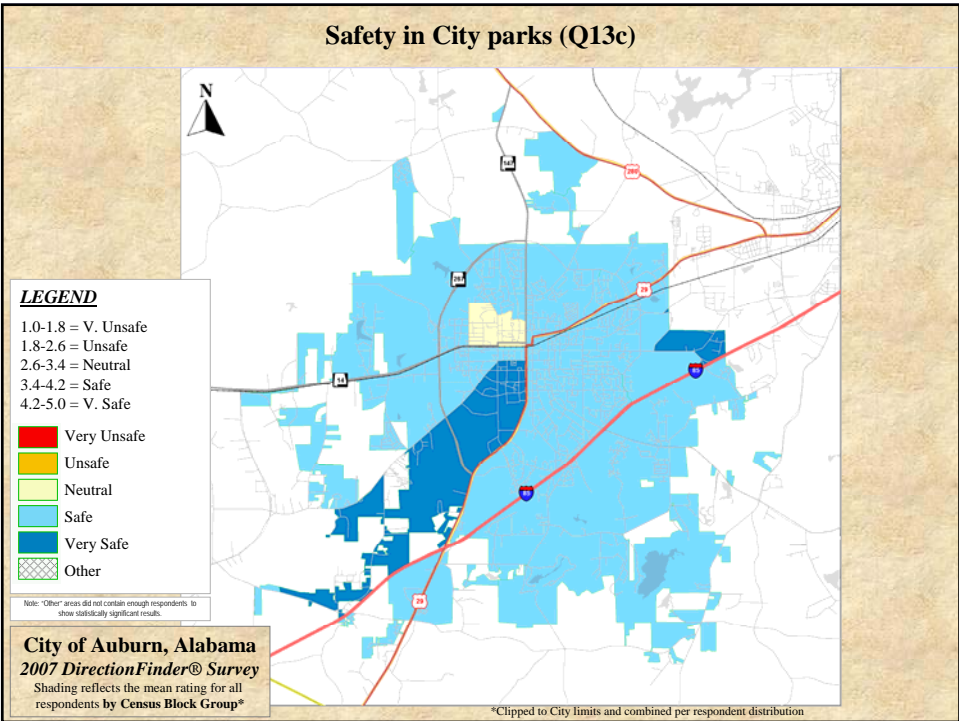 Safety in City parks (Q13c)
N
147
280
267
29
14
85
85
29
LEGEND
1.0-1.8 = V. Unsafe
1.8-2.6 = Unsafe
2.6-3.4 = Neutral
3.4-4.2 = Safe
4.2-5.0 = V. Safe
Very Unsafe
Unsafe
Neutral
Safe
Very Safe
Other
Note: "Other" areas did not contain enough respondents to
show statistically significant results.
City of Auburn, Alabama
2007 DirectionFinder® Survey
Shading reflects the mean rating for all
respondents by Census Block Group*
*Clipped to City limits and combined per respondent distribution